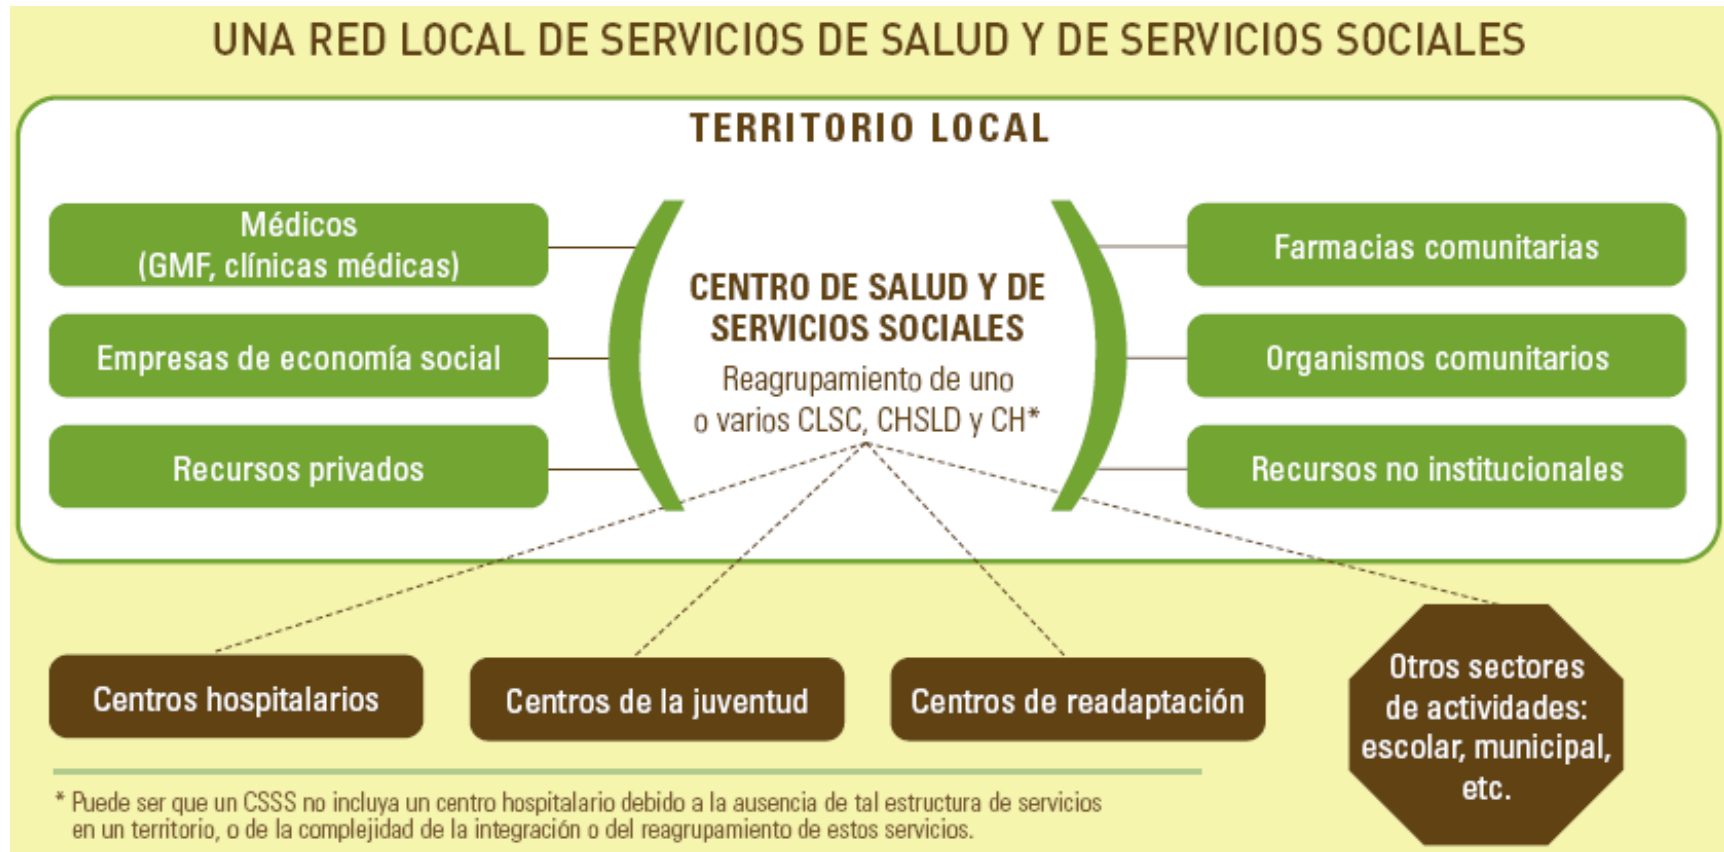 UNA RED LOCAL DE SERVICIOS DE SALUD Y DE SERVICIOS SOCIALES
TERRITORIO LOCAL
Médicos
(GMF, clínicas médicas)
Empresas de economía social
Recursos privados
CENTRO DE SALUD Y DE
SERVICIOS SOCIALES
Reagrupamiento de uno
o varios CLSC, CHSLD y CH*
Farmacias comunitarias
Organismos comunitarios
Recursos no institucionales
Centros hospitalarios
Centros de la juventud
Centros de readaptación
Otros sectores
de actividades:
escolar, municipal,
etc.
* Puede ser que un CSSS no incluya un centro hospitalario debido a la ausencia de tal estructura de servicios
en un territorio, o de la complejidad de la integración o del reagrupamiento de estos servicios.